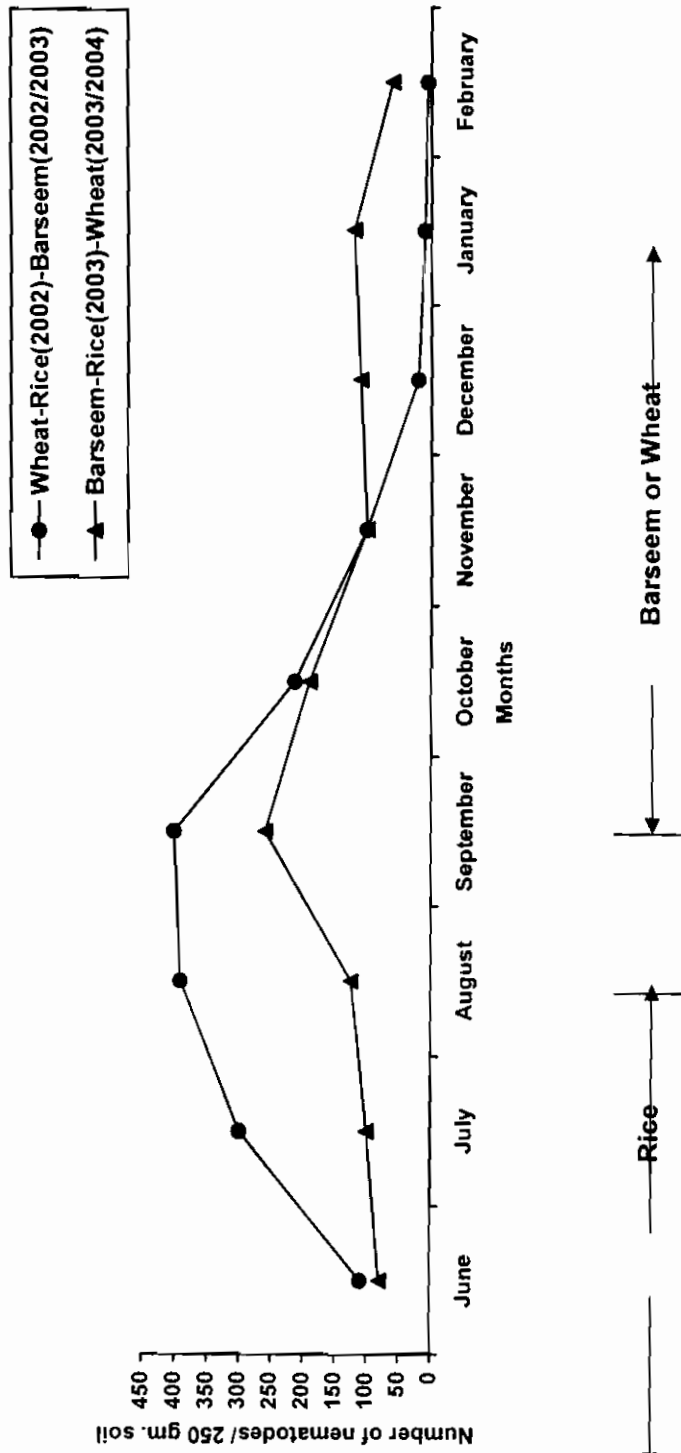 Wheat-Rice(2002)-Barseem(2002/2003)
Barseem-Rice(2003)-Wheat(2003/2004)
Number of nematodes/ 250 gm. soil
450
400
350
300
250
200
150
100
50
0
June July August September October November December January February
Months
Rice Barseem or Wheat